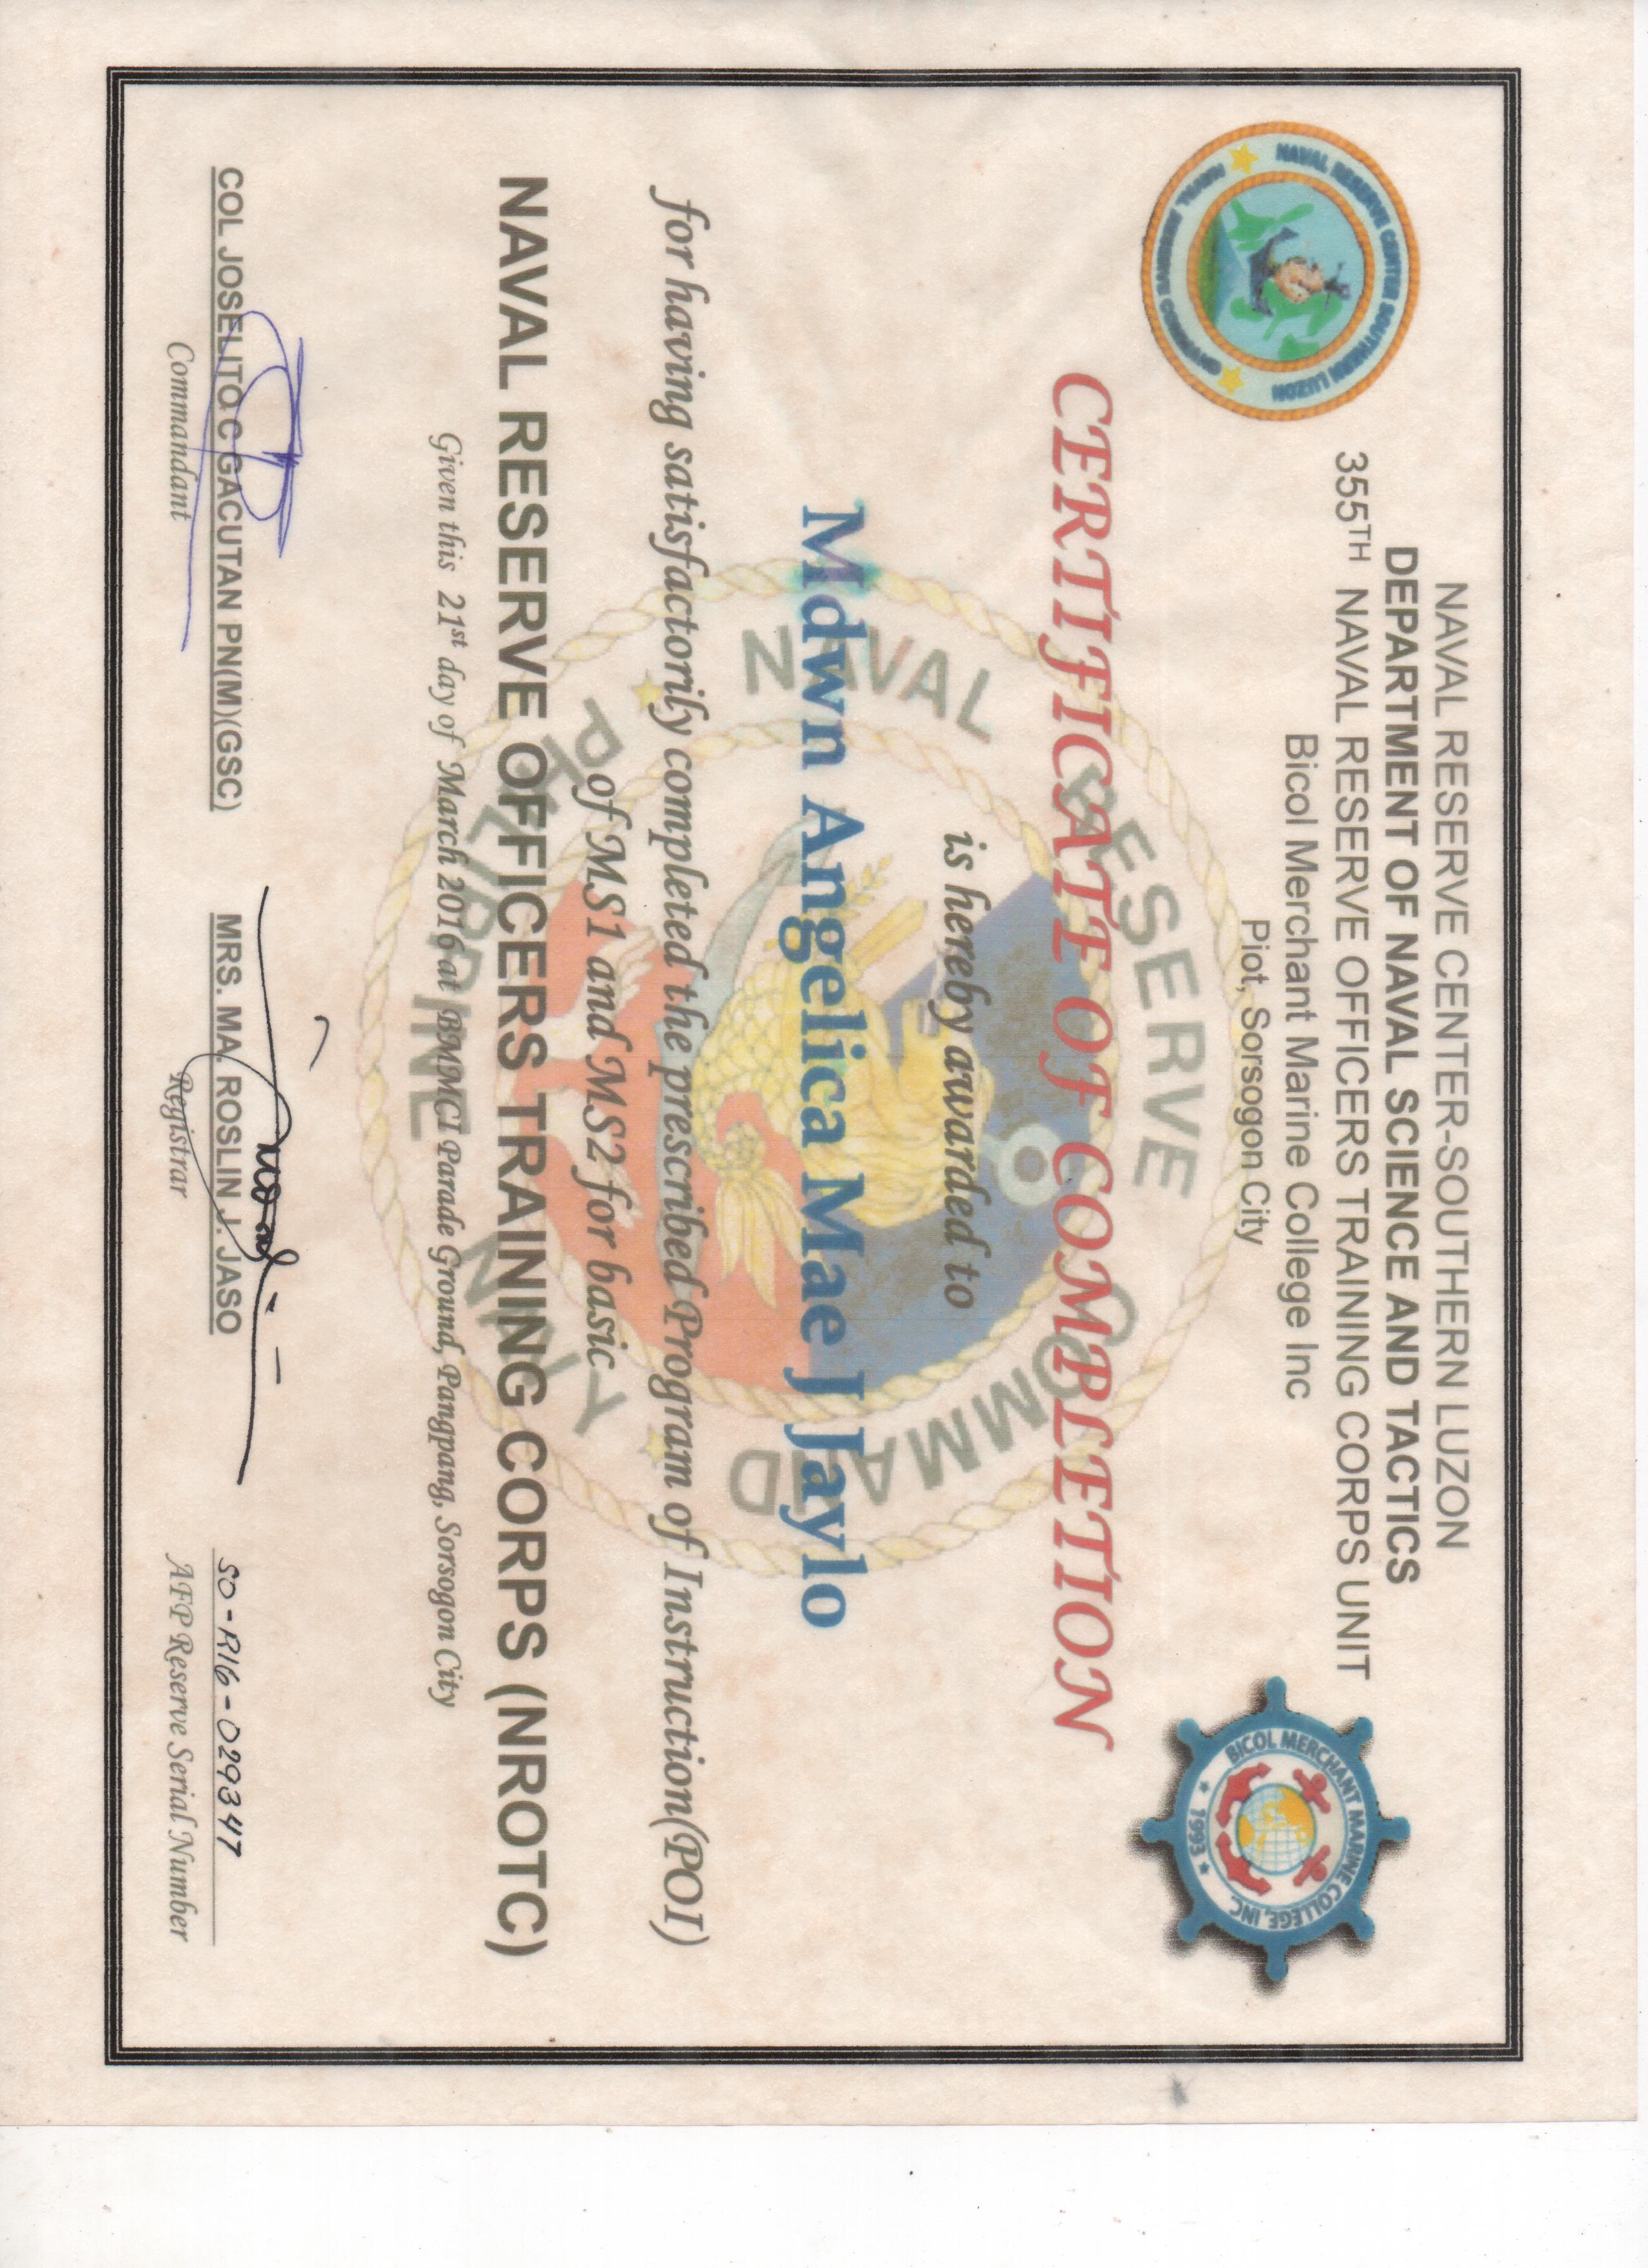 NAVAL RESERVE CENTER-SOUTHERN LUZON
DEPARTMENT OF NAVAL SCIENCE AND TACTICS
355TH NAVAL RESERVE OFFICERS TRAINING CORPS UNIT
Bicol Merchant Marine College Inc
Piot, Sorsogon City
NAVAL RESERVE CENTER SOUTHERN LUZON
NAVAL RESERVE COMMAND
BICOL MERCHANT MARINE COLLEGE, INC.
1993
NAVAL RESERVE COMMAND
PHILIPPINE NAVY
CERTIFICATE OF COMPLETION
is hereby awarded to
Mdwn Angelica Mae J Jaylo
for having satisfactorily completed the prescribed Program of Instruction(POI)
of MS1 and MS2 for basic
NAVAL RESERVE OFFICERS TRAINING CORPS (NROTC)
Given this 21st day of March 2016 at BMMCI Parade Ground, Pangpang, Sorsogon City
COL JOSELITO C GACUTAN PN(M)(GSC)
Commandant
MRS. MA. ROSLIN J. JASO
Registrar
SO-R16-029347
AFP Reserve Serial Number